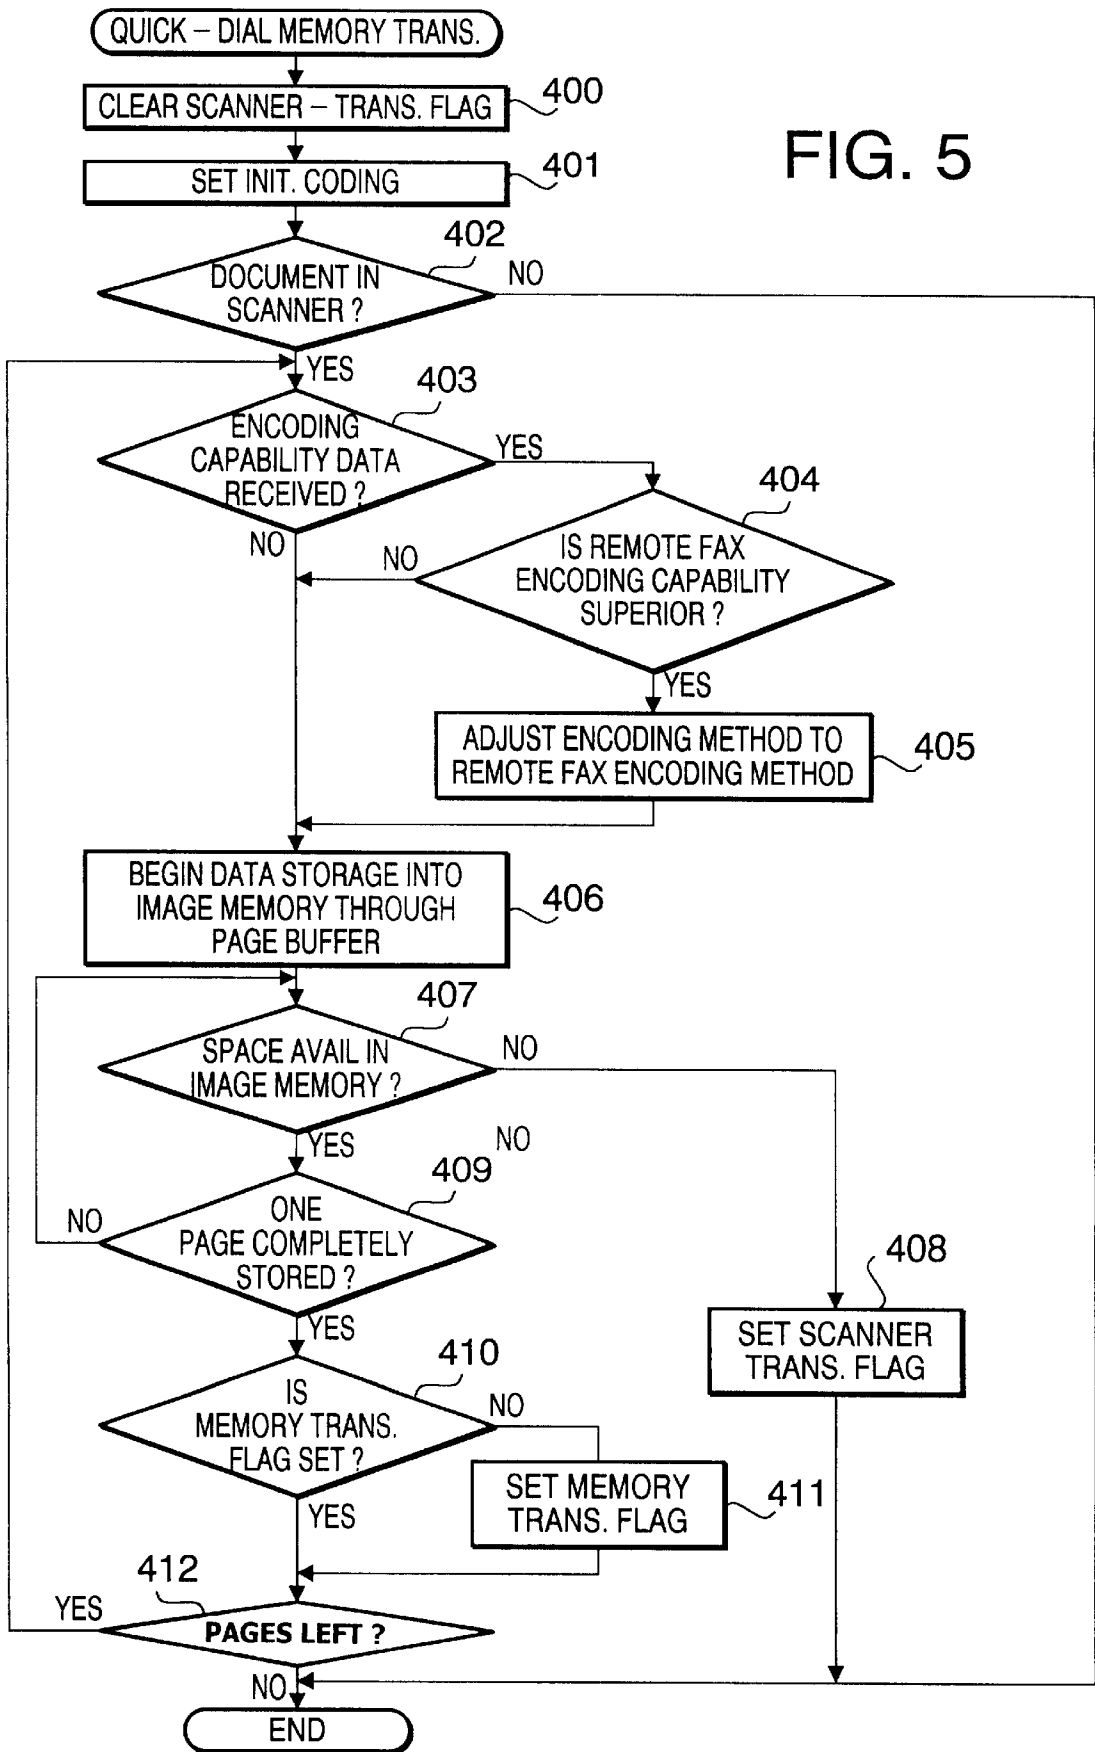 QUICK – DIAL MEMORY TRANS.
CLEAR SCANNER – TRANS. FLAG
400
FIG. 5
SET INIT. CODING
401
402
DOCUMENT IN
SCANNER ?
NO
YES
403
ENCODING
CAPABILITY DATA
RECEIVED ?
YES
NO
404
IS REMOTE FAX
ENCODING CAPABILITY
SUPERIOR ?
NO
YES
ADJUST ENCODING METHOD TO
REMOTE FAX ENCODING METHOD
405
BEGIN DATA STORAGE INTO
IMAGE MEMORY THROUGH
PAGE BUFFER
406
407
SPACE AVAIL IN
IMAGE MEMORY ?
NO
YES
NO
409
ONE
PAGE COMPLETELY
STORED ?
NO
YES
408
SET SCANNER
TRANS. FLAG
410
IS
MEMORY TRANS.
FLAG SET ?
NO
YES
SET MEMORY
TRANS. FLAG
411
412
PAGES LEFT ?
YES
NO
END